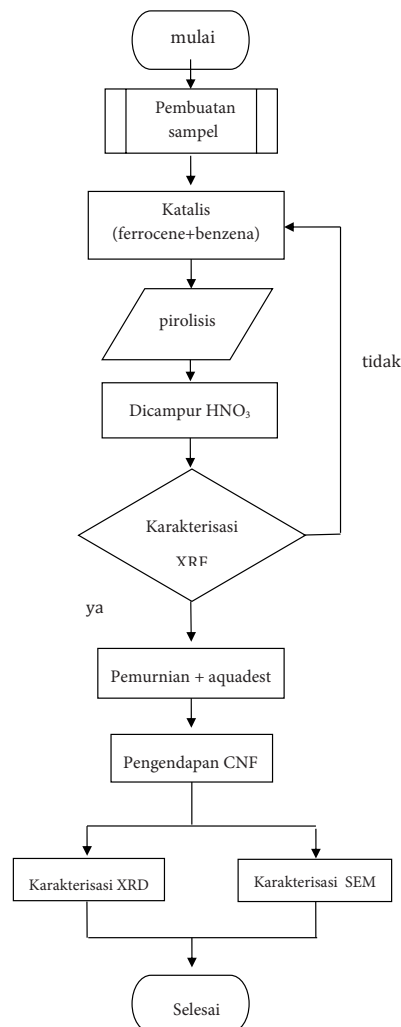 mulai
Pembuatan
sampel
Katalis
(ferrocene+benzena)
pirolisis
tidak
Dicampur HNO₃
Karakterisasi
XRF
ya
Pemurnian + aquadest
Pengendapan CNF
Karakterisasi XRD
Karakterisasi SEM
Selesai